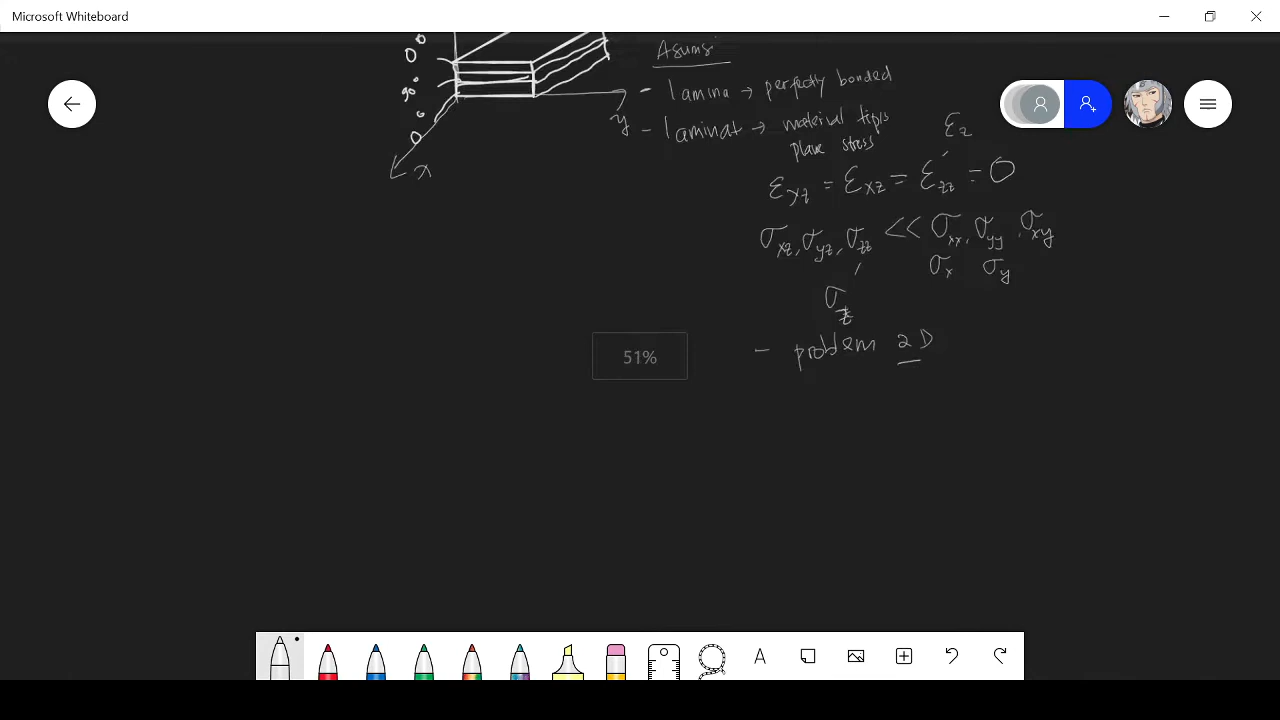 Microsoft Whiteboard
0°
90°
0°
x
y
Asumsi
- lamina → perfectly bonded
- laminat → material tipis
plane stress
ε_z
ε_yz = ε_xz = ε_zz = 0
σ_xz, σ_yz, σ_zz << σ_xx, σ_yy, σ_xy
σ_x σ_y
σ_z
- problem 2D
51%
A